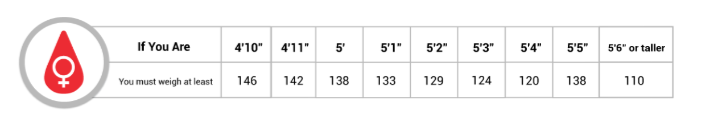 If You Are 4'10" 4'11" 5' 5'1" 5'2" 5'3" 5'4" 5'5" 5'6" or taller
You must weigh at least 146 142 138 133 129 124 120 138 110